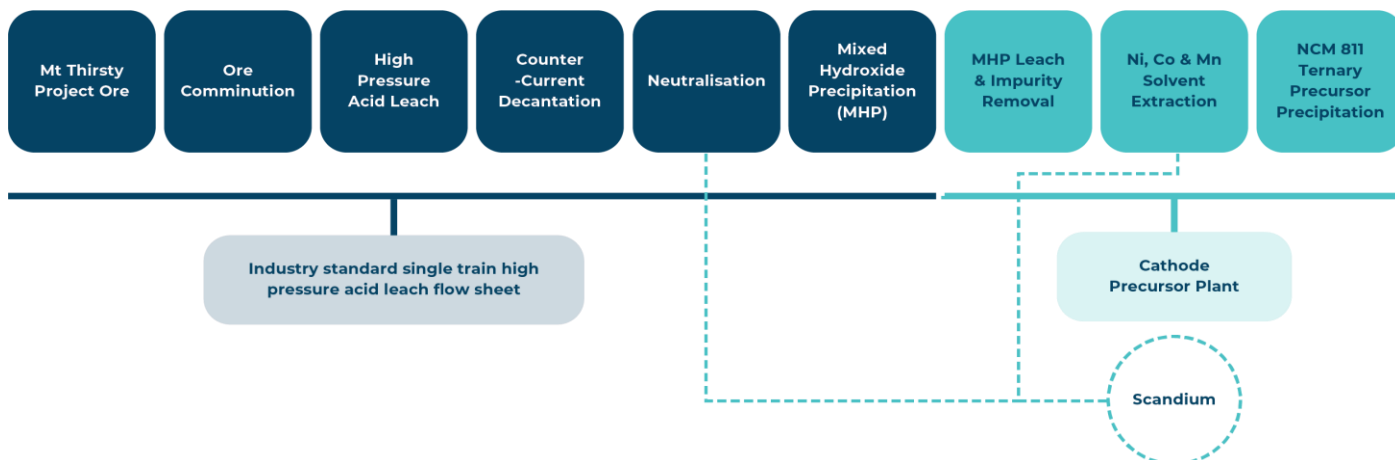 Mt Thirsty
Project Ore
Ore
Comminution
High
Pressure
Acid Leach
Counter
-Current
Decantation
Neutralisation
Mixed
Hydroxide
Precipitation
(MHP)
MHP Leach
& Impurity
Removal
Ni, Co & Mn
Solvent
Extraction
NCM 811
Ternary
Precursor
Precipitation
Industry standard single train high
pressure acid leach flow sheet
Cathode
Precursor Plant
Scandium